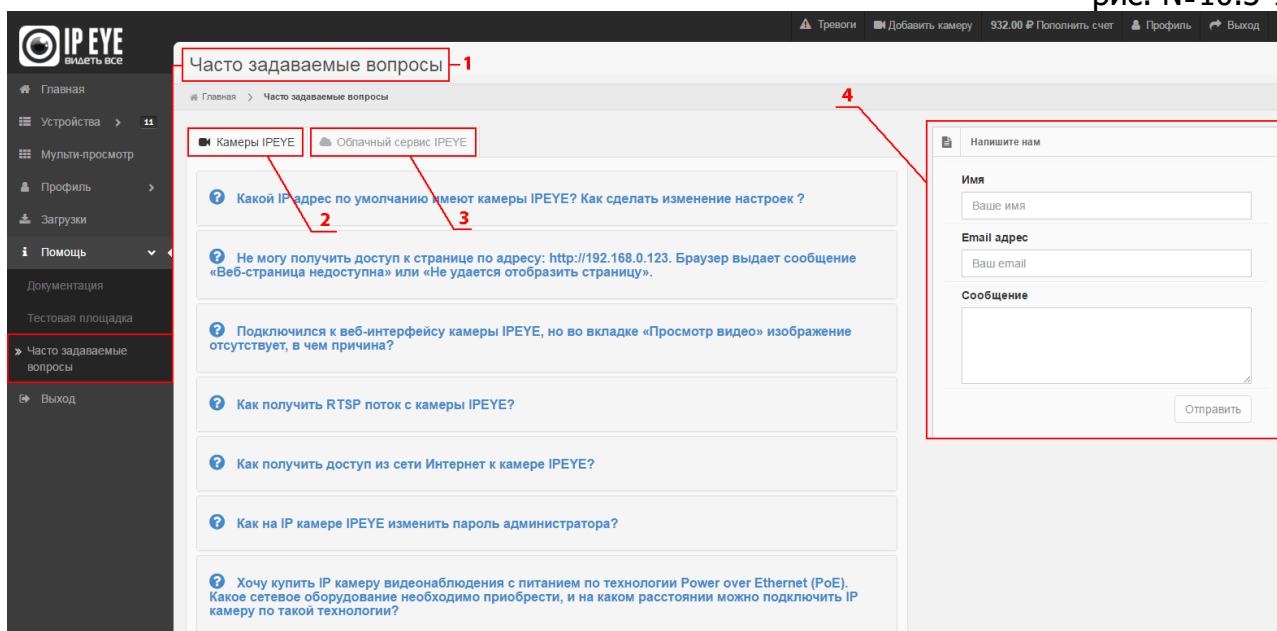 рис. №10.3
Тревоги
Добавить камеру
932.00 ₽ Пополнить счет
Профиль
Выход
IP EYE
видеть все
Часто задаваемые вопросы
1
Главная
Устройства
11
Мульти-просмотр
Профиль
Загрузки
Помощь
Документация
Тестовая площадка
Часто задаваемые
вопросы
Выход
Главная > Часто задаваемые вопросы
4
Камеры IPEYE
Облачный сервис IPEYE
2
3
Какой IP адрес по умолчанию имеют камеры IPEYE? Как сделать изменение настроек ?
Не могу получить доступ к странице по адресу: http://192.168.0.123. Браузер выдает сообщение
«Веб-страница недоступна» или «Не удается отобразить страницу».
Подключился к веб-интерфейсу камеры IPEYE, но во вкладке «Просмотр видео» изображение
отсутствует, в чем причина?
Как получить RTSP поток с камеры IPEYE?
Как получить доступ из сети Интернет к камере IPEYE?
Как на IP камере IPEYE изменить пароль администратора?
Хочу купить IP камеру видеонаблюдения с питанием по технологии Power over Ethernet (PoE).
Какое сетевое оборудование необходимо приобрести, и на каком расстоянии можно подключить IP
камеру по такой технологии?
Напишите нам
Имя
Ваше имя
Email адрес
Ваш email
Сообщение
Отправить